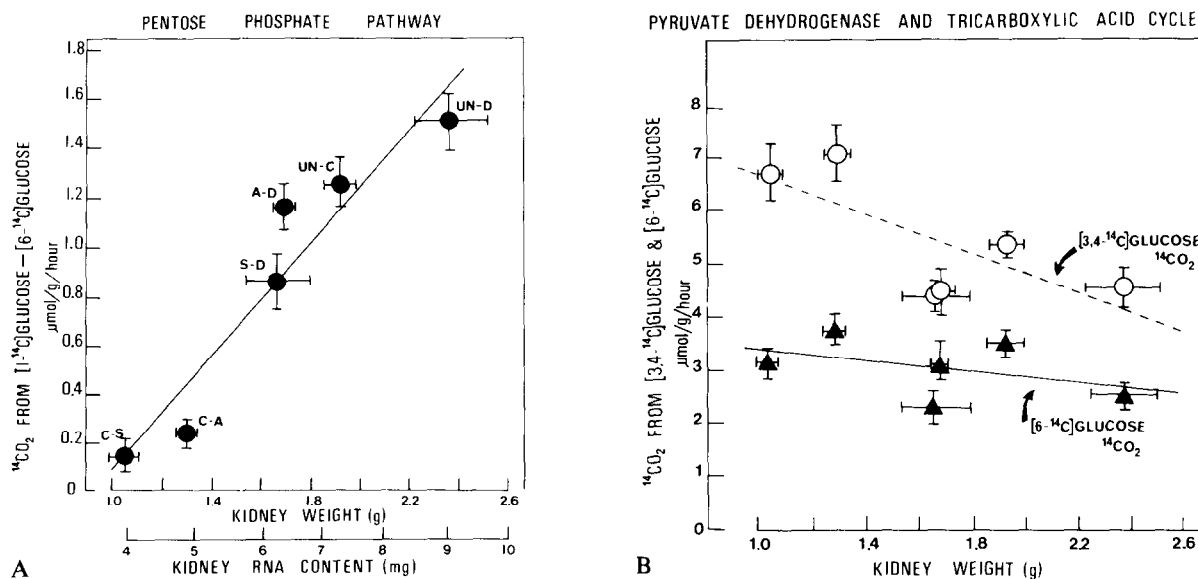 PENTOSE PHOSPHATE PATHWAY
¹⁴CO₂ FROM [1-¹⁴C]GLUCOSE—[6-¹⁴C]GLUCOSE
μmol/g/hour
1.8
1.6
1.4
1.2
1.0
0.8
0.6
0.4
0.2
0
UN-D
UN-C
A-D
S-D
C-A
C-S
1.0 1.4 1.8 2.2 2.6
KIDNEY WEIGHT (g)
4 5 6 7 8 9 10
KIDNEY RNA CONTENT (mg)
A
PYRUVATE DEHYDROGENASE AND TRICARBOXYLIC ACID CYCLE
¹⁴CO₂ FROM [3,4-¹⁴C]GLUCOSE & [6-¹⁴C]GLUCOSE
μmol/g/hour
8
7
6
5
4
3
2
1
0
[3,4-¹⁴C]GLUCOSE
¹⁴CO₂
[6-¹⁴C]GLUCOSE
¹⁴CO₂
1.0 1.4 1.8 2.2 2.6
KIDNEY WEIGHT (g)
B